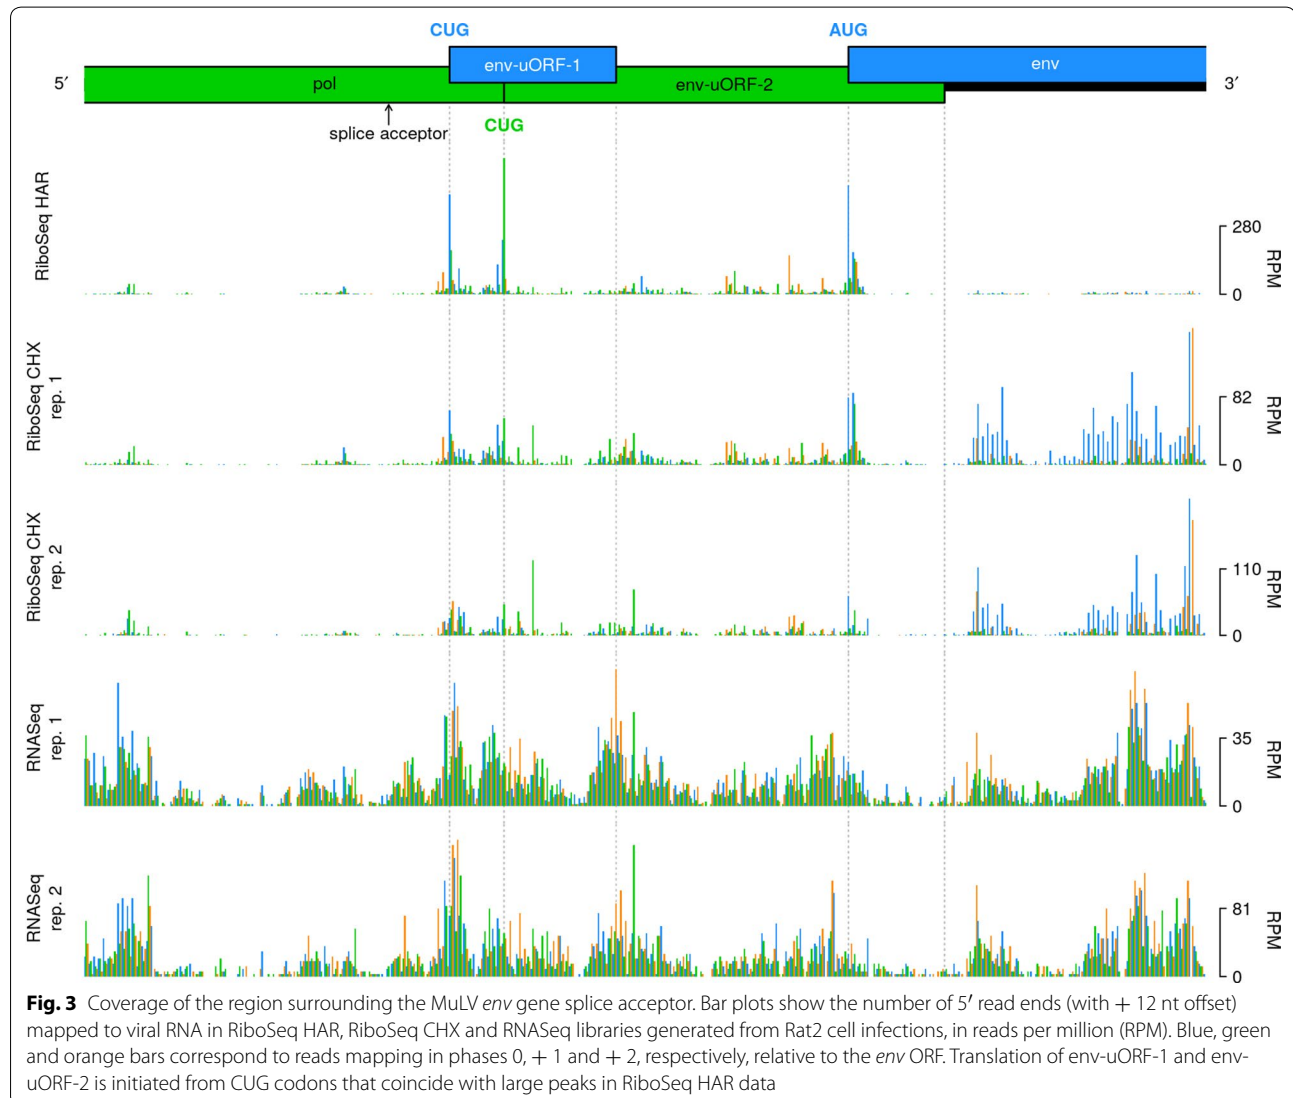 CUG
AUG
env-uORF-1
env
5′
pol
env-uORF-2
3′
splice acceptor
CUG
RiboSeq HAR
280
0
RPM
RiboSeq CHX
rep. 1
82
0
RPM
RiboSeq CHX
rep. 2
110
0
RPM
RNASeq
rep. 1
35
0
RPM
RNASeq
rep. 2
81
0
RPM
Fig. 3 Coverage of the region surrounding the MuLV env gene splice acceptor. Bar plots show the number of 5′ read ends (with + 12 nt offset)
mapped to viral RNA in RiboSeq HAR, RiboSeq CHX and RNASeq libraries generated from Rat2 cell infections, in reads per million (RPM). Blue, green
and orange bars correspond to reads mapping in phases 0, + 1 and + 2, respectively, relative to the env ORF. Translation of env-uORF-1 and env-
uORF-2 is initiated from CUG codons that coincide with large peaks in RiboSeq HAR data